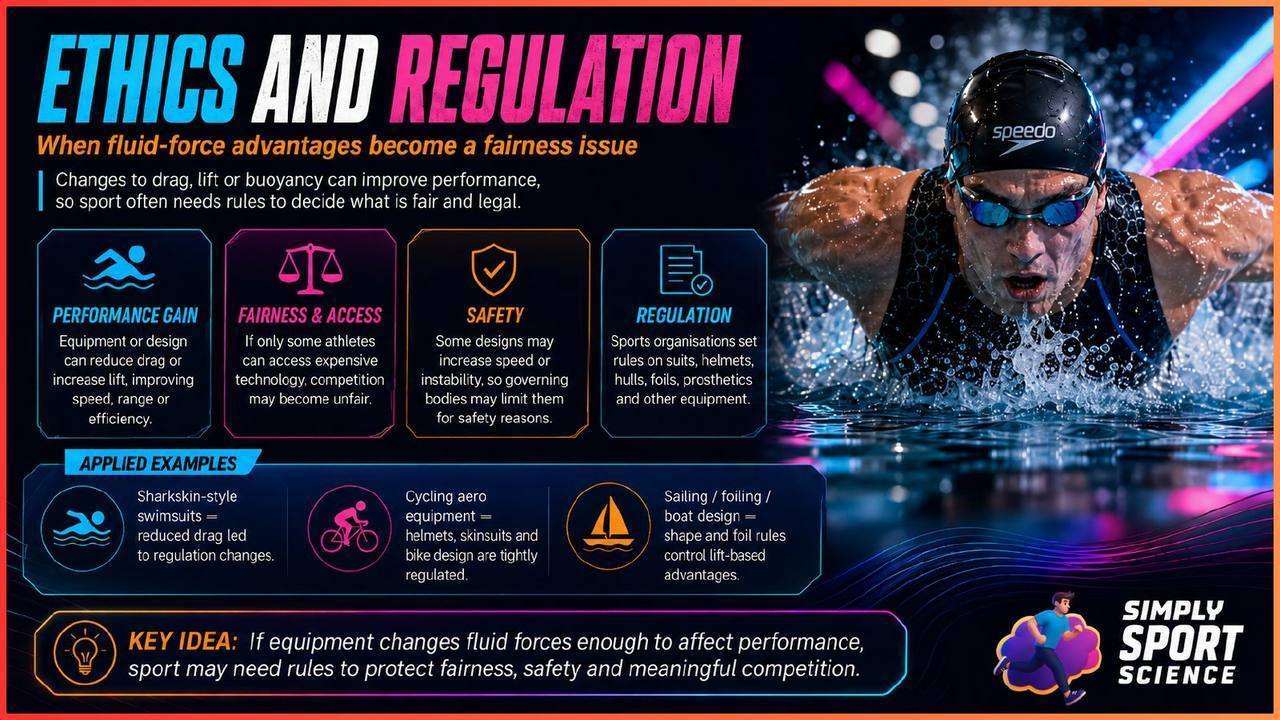 ETHICS AND REGULATION
When fluid-force advantages become a fairness issue
Changes to drag, lift or buoyancy can improve performance,
so sport often needs rules to decide what is fair and legal.
PERFORMANCE GAIN
Equipment or design
can reduce drag or
increase lift, improving
speed, range or
efficiency.
FAIRNESS & ACCESS
If only some athletes
can access expensive
technology, competition
may become unfair.
SAFETY
Some designs may
increase speed or
instability, so governing
bodies may limit them
for safety reasons.
REGULATION
Sports organisations set
rules on suits, helmets,
hulls, foils, prosthetics
and other equipment.
speedo
APPLIED EXAMPLES
Sharkskin-style
swimsuits =
reduced drag led
to regulation changes.
Cycling aero
equipment =
helmets, skinsuits and
bike design are tightly
regulated.
Sailing / foiling /
boat design =
shape and foil rules
control lift-based
advantages.
KEY IDEA: If equipment changes fluid forces enough to affect performance,
sport may need rules to protect fairness, safety and meaningful competition.
SIMPLY
SPORT
SCIENCE